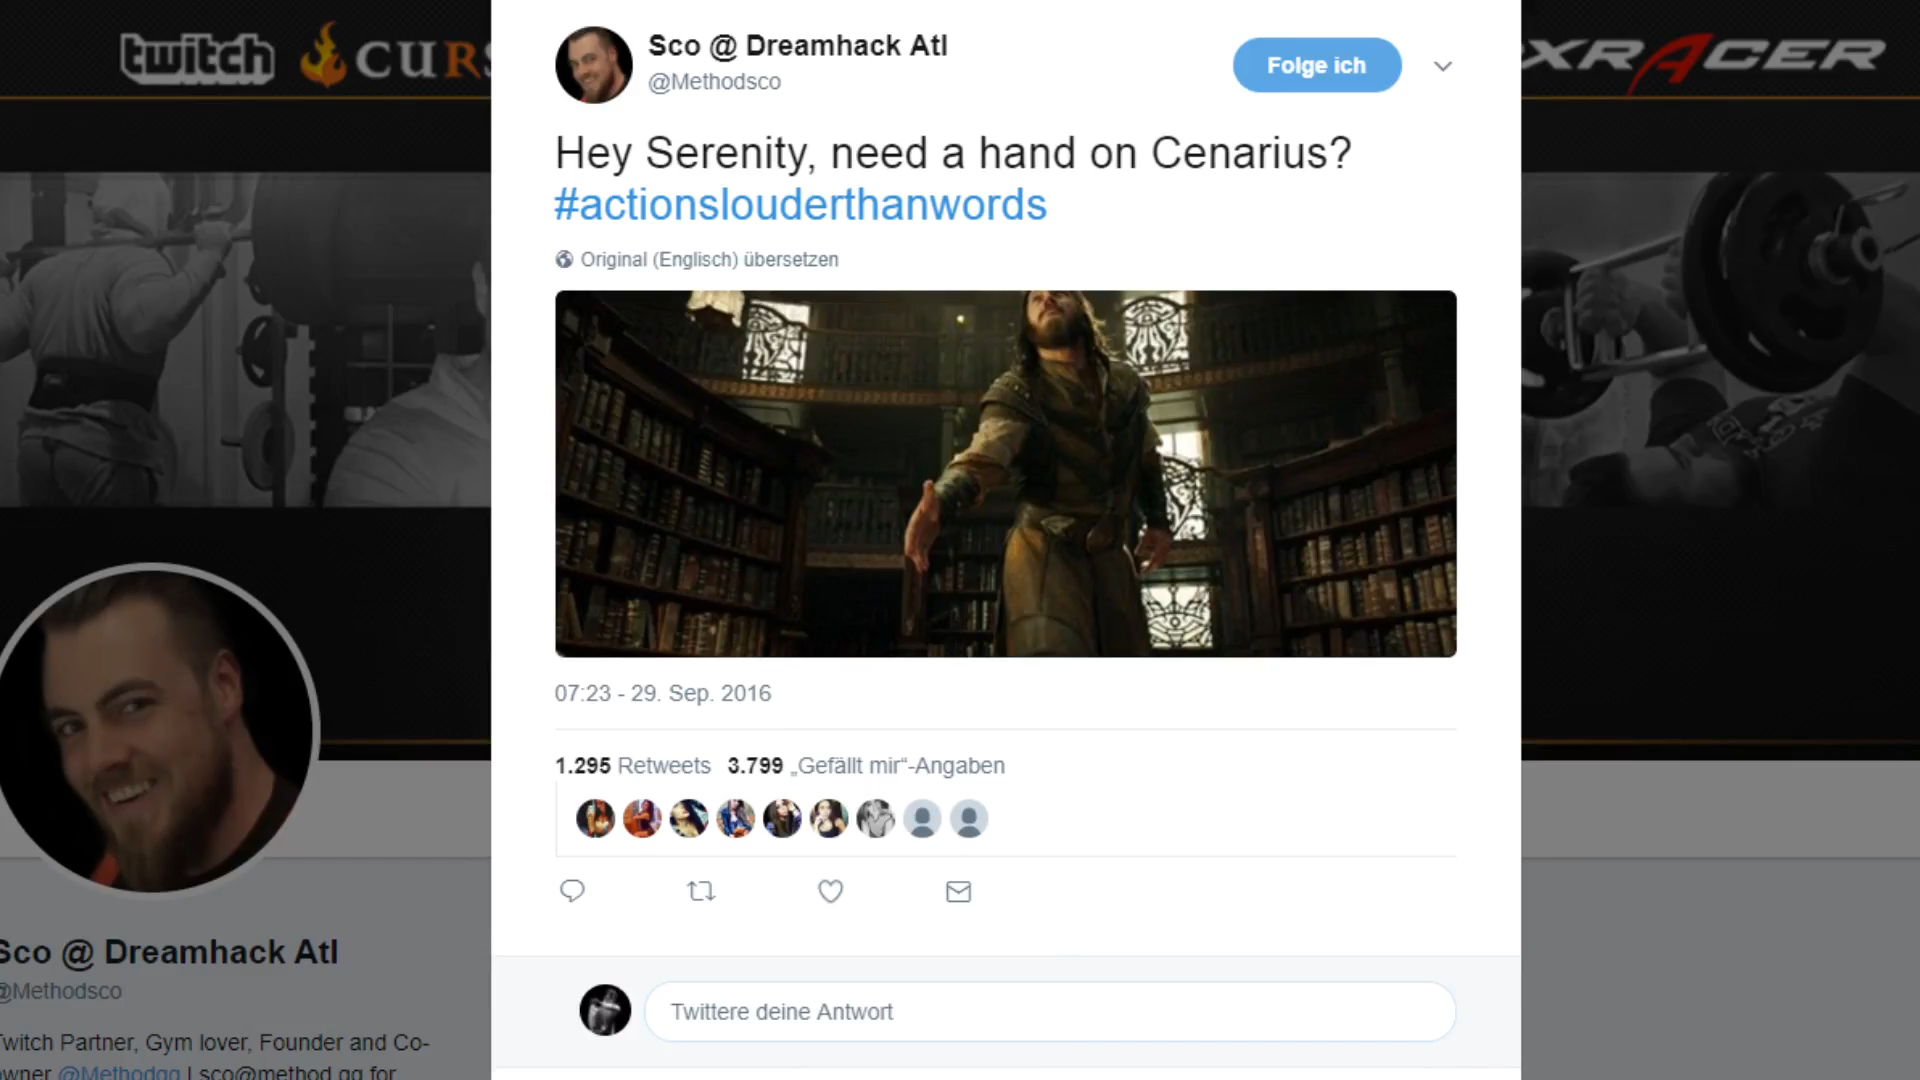 twitch
CURS
XRACER
Sco @ Dreamhack Atl
@Methodsco
Folge ich
Hey Serenity, need a hand on Cenarius?
#actionslouderthanwords
Original (Englisch) übersetzen
07:23 - 29. Sep. 2016
1.295 Retweets 3.799 „Gefällt mir“-Angaben
Twittere deine Antwort
Sco @ Dreamhack Atl
@Methodsco
Twitch Partner, Gym lover, Founder and Co-
owner @Methodgg | sco@method.gg for